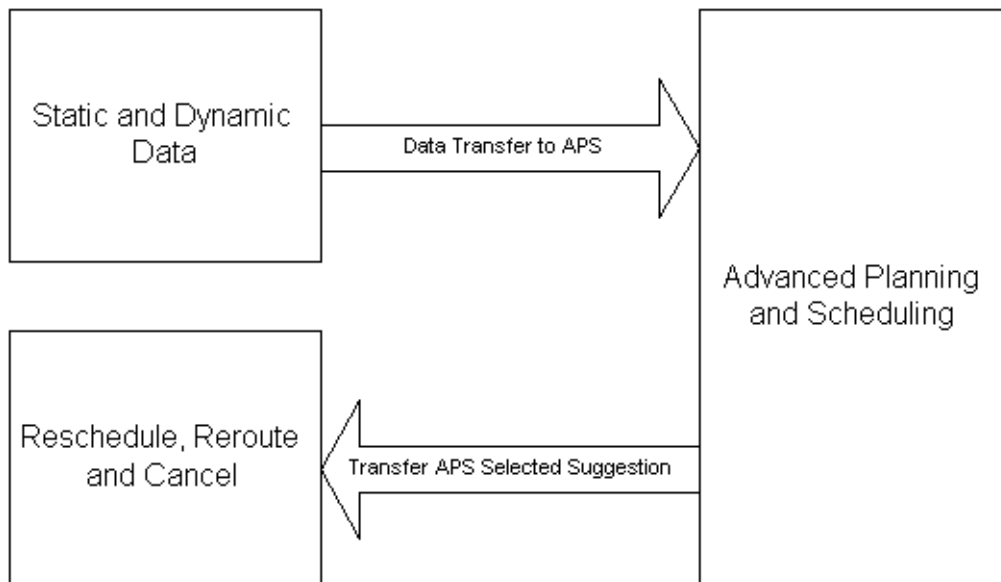 Static and Dynamic
Data
Data Transfer to APS
Advanced Planning
and Scheduling
Reschedule, Reroute
and Cancel
Transfer APS Selected Suggestion